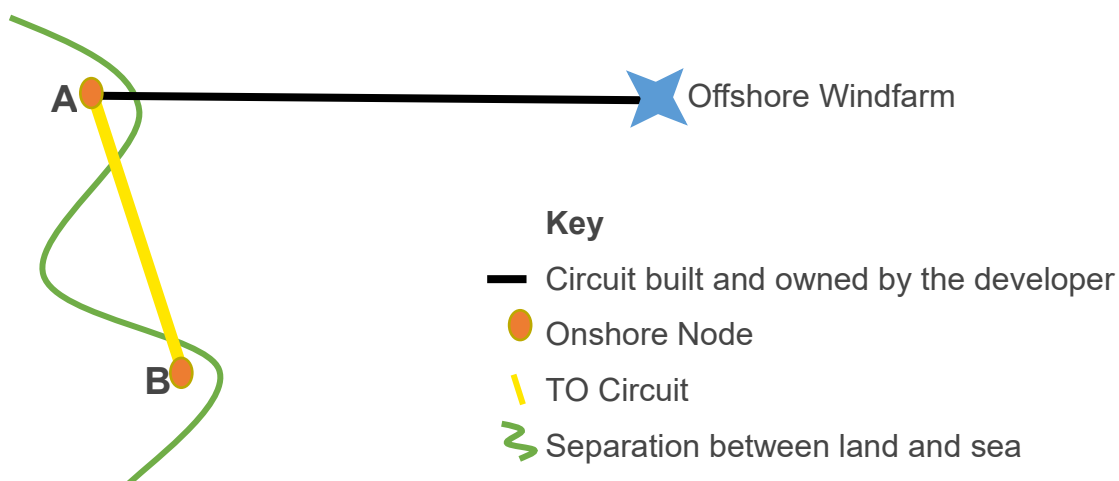 A
Offshore Windfarm
Key
Circuit built and owned by the developer
Onshore Node
B
TO Circuit
Separation between land and sea